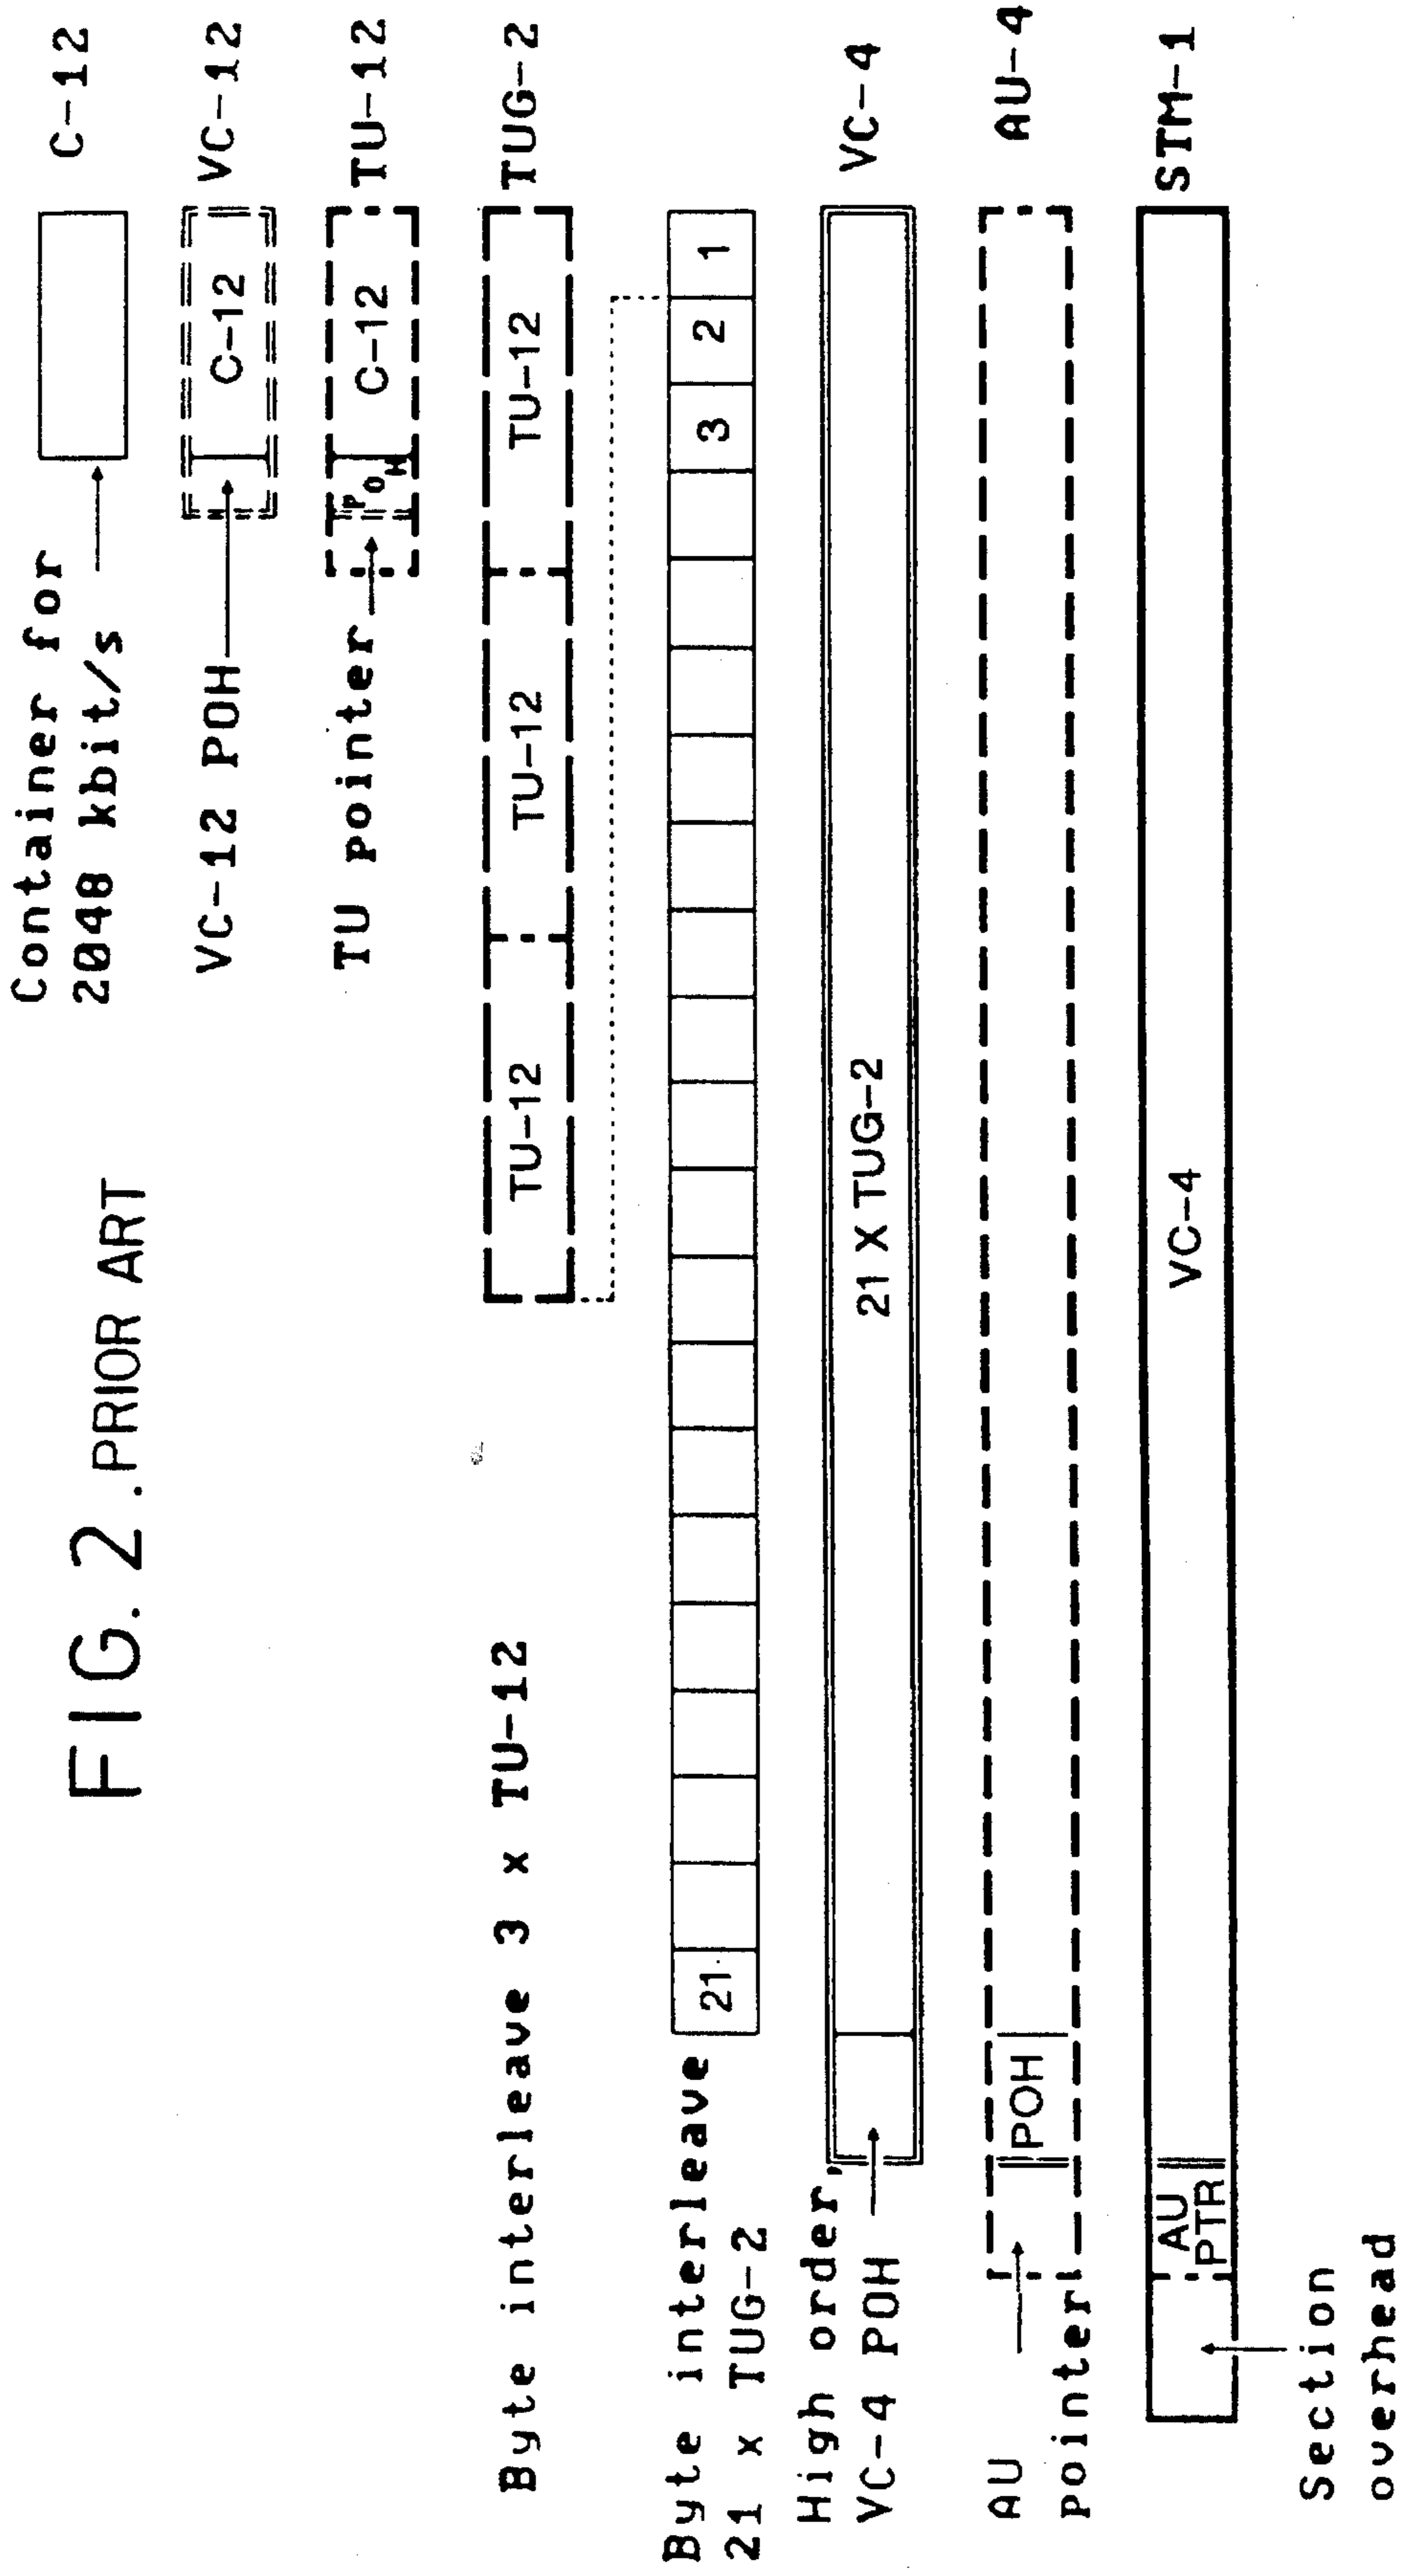 FIG. 2. PRIOR ART
Container for
2048 kbit/s
C-12
VC-12 POH
C-12
VC-12
TU pointer
POH
C-12
TU-12
Byte interleave 3 x TU-12
TU-12
TU-12
TU-12
TUG-2
Byte interleave
21 x TUG-2
21
3
2
1
High order,
VC-4 POH
21 X TUG-2
VC-4
AU
pointer
POH
AU-4
AU
PTR
VC-4
STM-1
Section
overhead